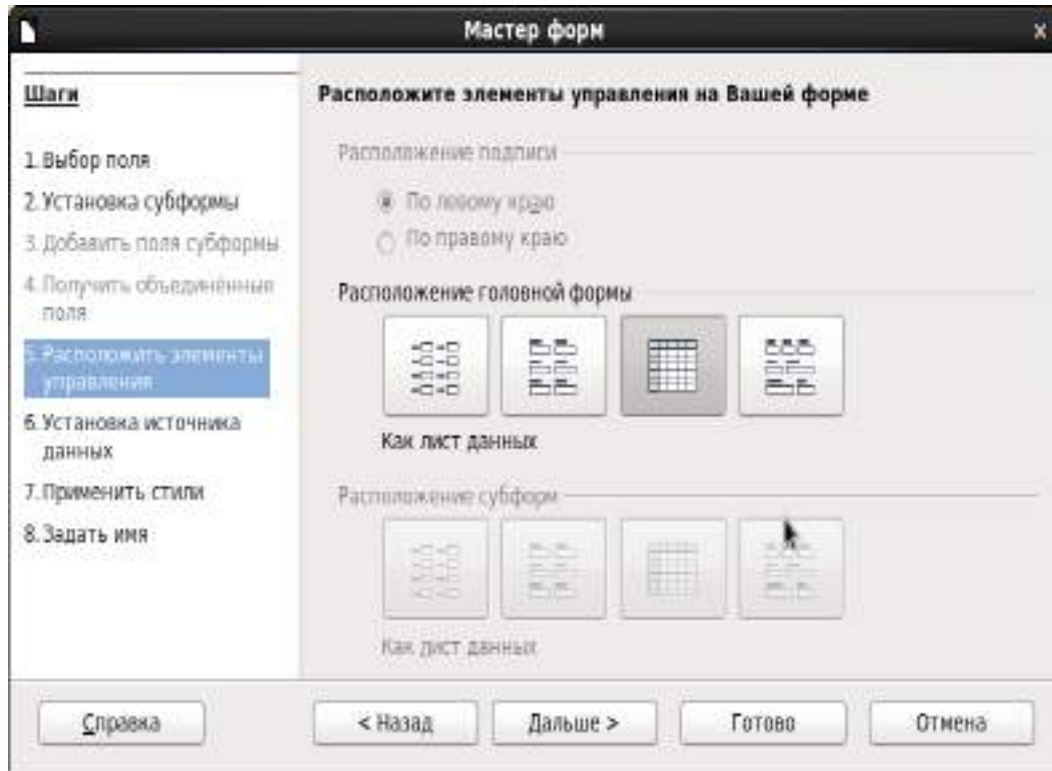 Мастер форм
Шаги
1. Выбор поля
2. Установка субформы
3. Добавить поля субформы
4. Получить объединённые
поля
5. Расположить элементы
управления
6. Установка источника
данных
7. Применить стили
8. Задать имя
Расположите элементы управления на Вашей форме
Расположение подписи
По левому краю
По правому краю
Расположение головной формы
Как лист данных
Расположение субформ
Как лист данных
Справка
< Назад
Дальше >
Готово
Отмена